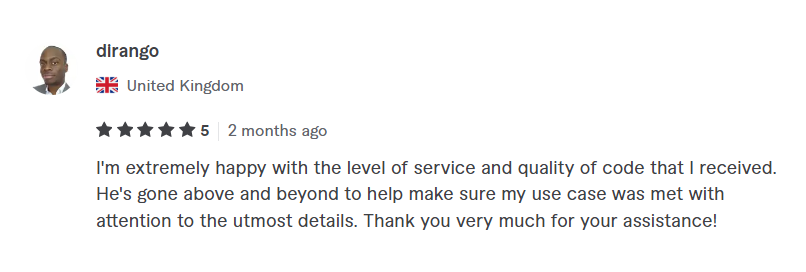 dirango
United Kingdom
5 2 months ago
I'm extremely happy with the level of service and quality of code that I received.
He's gone above and beyond to help make sure my use case was met with
attention to the utmost details. Thank you very much for your assistance!